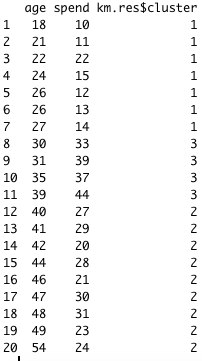 age spend km.res$cluster
1 18 10 1
2 21 11 1
3 22 22 1
4 24 15 1
5 26 12 1
6 26 13 1
7 27 14 1
8 30 33 3
9 31 39 3
10 35 37 3
11 39 44 3
12 40 27 2
13 41 29 2
14 42 20 2
15 44 28 2
16 46 21 2
17 47 30 2
18 48 31 2
19 49 23 2
20 54 24 2